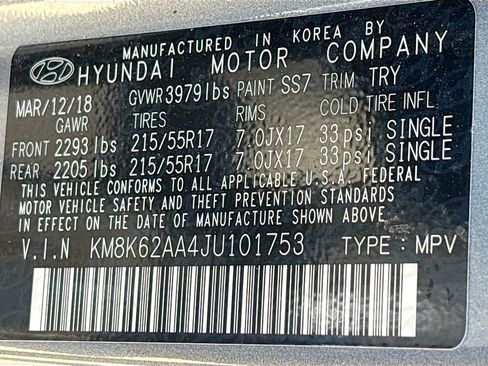 MANUFACTURED IN KOREA BY
HYUNDAI MOTOR COMPANY
MAR/12/18 GVWR 3979lbs PAINT SS7 TRIM TRY
GAWR TIRES RIMS COLD TIRE INFL.
FRONT 2293lbs 215/55R17 7.0JX17 33psi SINGLE
REAR 2205lbs 215/55R17 7.0JX17 33psi SINGLE
THIS VEHICLE CONFORMS TO ALL APPLICABLE U.S.A. FEDERAL
MOTOR VEHICLE SAFETY AND THEFT PREVENTION STANDARDS
IN EFFECT ON THE DATE OF MANUFACTURE SHOWN ABOVE.
V.I.N KM8K62AA4JU101753 TYPE : MPV